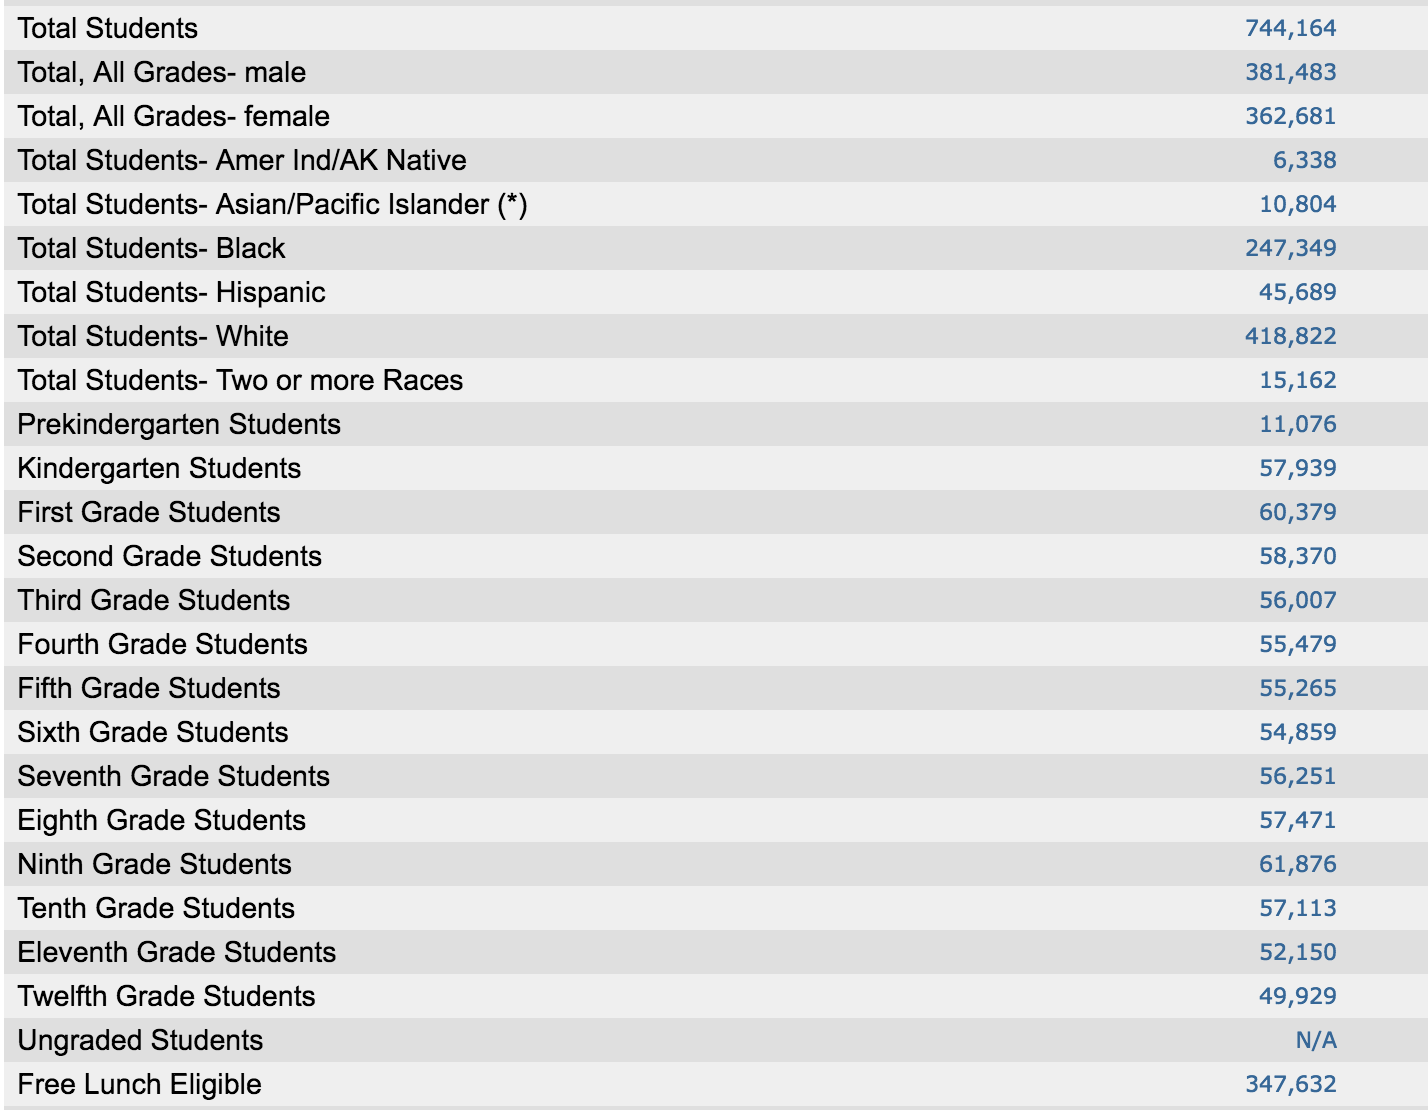 Total Students 744,164
Total, All Grades- male 381,483
Total, All Grades- female 362,681
Total Students- Amer Ind/AK Native 6,338
Total Students- Asian/Pacific Islander (*) 10,804
Total Students- Black 247,349
Total Students- Hispanic 45,689
Total Students- White 418,822
Total Students- Two or more Races 15,162
Prekindergarten Students 11,076
Kindergarten Students 57,939
First Grade Students 60,379
Second Grade Students 58,370
Third Grade Students 56,007
Fourth Grade Students 55,479
Fifth Grade Students 55,265
Sixth Grade Students 54,859
Seventh Grade Students 56,251
Eighth Grade Students 57,471
Ninth Grade Students 61,876
Tenth Grade Students 57,113
Eleventh Grade Students 52,150
Twelfth Grade Students 49,929
Ungraded Students N/A
Free Lunch Eligible 347,632